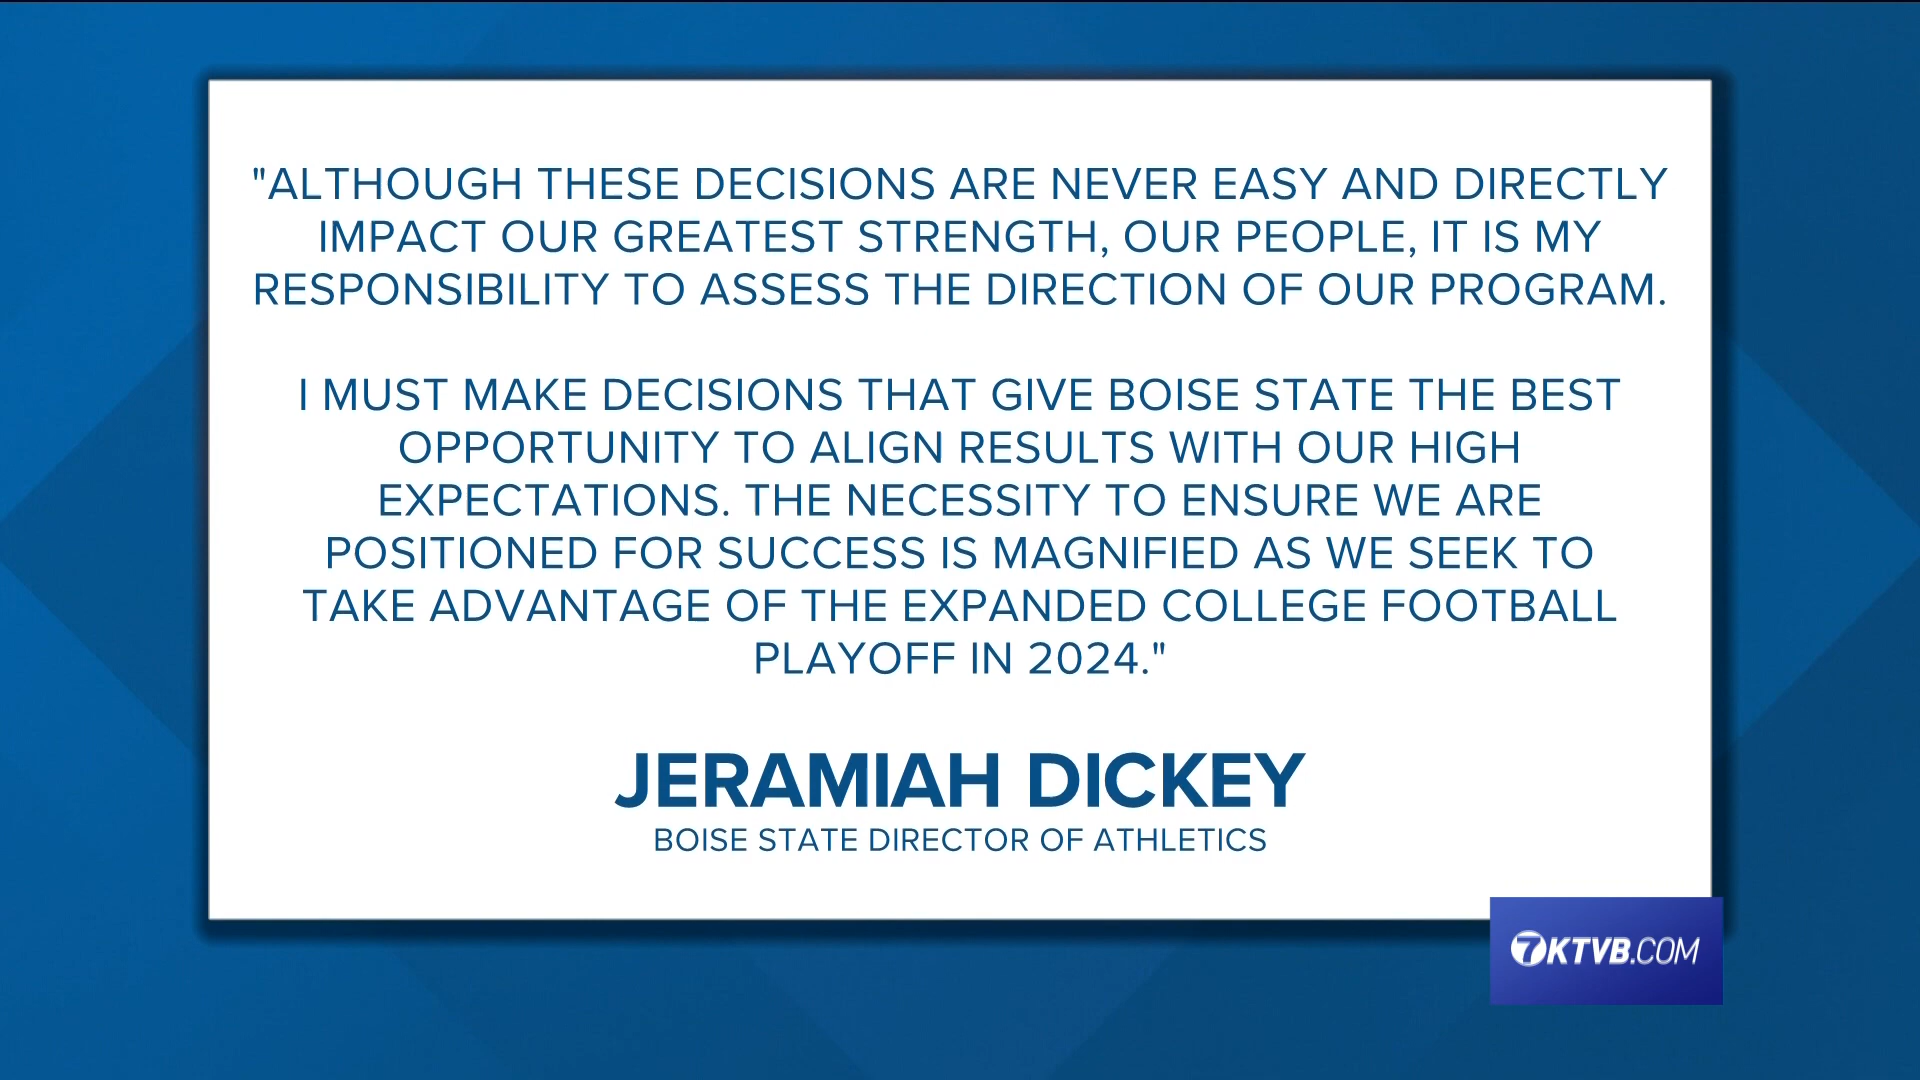 "ALTHOUGH THESE DECISIONS ARE NEVER EASY AND DIRECTLY
IMPACT OUR GREATEST STRENGTH, OUR PEOPLE, IT IS MY
RESPONSIBILITY TO ASSESS THE DIRECTION OF OUR PROGRAM.
I MUST MAKE DECISIONS THAT GIVE BOISE STATE THE BEST
OPPORTUNITY TO ALIGN RESULTS WITH OUR HIGH
EXPECTATIONS. THE NECESSITY TO ENSURE WE ARE
POSITIONED FOR SUCCESS IS MAGNIFIED AS WE SEEK TO
TAKE ADVANTAGE OF THE EXPANDED COLLEGE FOOTBALL
PLAYOFF IN 2024."
JERAMIAH DICKEY
BOISE STATE DIRECTOR OF ATHLETICS
7KTVB.COM